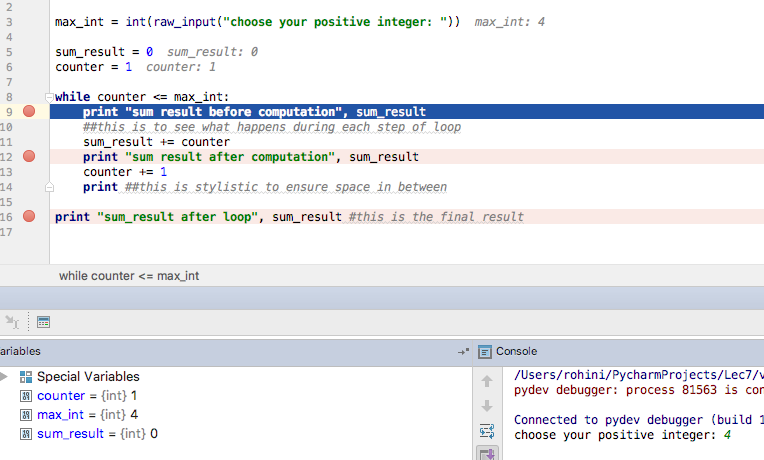 2
3 max_int = int(raw_input("choose your positive integer: ")) max_int: 4
4
5 sum_result = 0 sum_result: 0
6 counter = 1 counter: 1
7
8 while counter <= max_int:
9 print "sum result before computation", sum_result
10 ##this is to see what happens during each step of loop
11 sum_result += counter
12 print "sum result after computation", sum_result
13 counter += 1
14 print ##this is stylistic to ensure space in between
15
16 print "sum_result after loop", sum_result #this is the final result
17
while counter <= max_int
ariables
Special Variables
counter = {int} 1
max_int = {int} 4
sum_result = {int} 0
Console
/Users/rohini/PycharmProjects/Lec7/v
pydev debugger: process 81563 is con
Connected to pydev debugger (build 1
choose your positive integer: 4